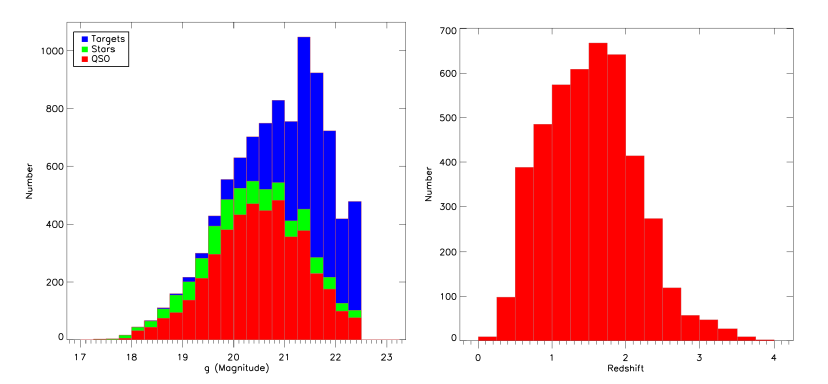 Targets
Stars
QSO
1000
800
600
400
200
0
Number
17 18 19 20 21 22 23
g (Magnitude)
700
600
500
400
300
200
100
0
Number
0 1 2 3 4
Redshift